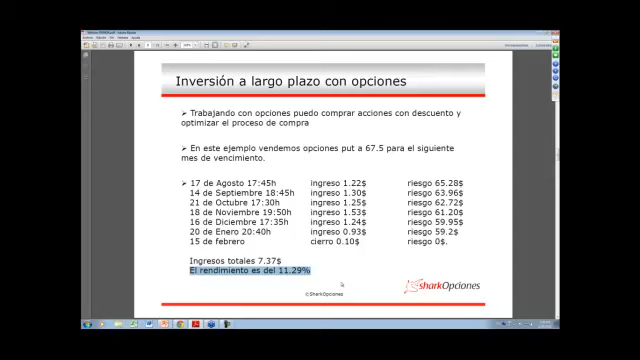 Inversión a largo plazo con opciones
➢ Trabajando con opciones puedo comprar acciones con descuento y
optimizar el proceso de compra
➢ En este ejemplo vendemos opciones put a 67.5 para el siguiente
mes de vencimiento.
➢ 17 de Agosto 17:45h ingreso 1.22$ riesgo 65.28$
14 de Septiembre 18:45h ingreso 1.30$ riesgo 63.96$
21 de Octubre 17:30h ingreso 1.25$ riesgo 62.72$
18 de Noviembre 19:50h ingreso 1.53$ riesgo 61.20$
16 de Diciembre 17:35h ingreso 1.24$ riesgo 59.95$
20 de Enero 20:40h ingreso 0.93$ riesgo 59.2$
15 de febrero cierro 0.10$ riesgo 0$.
Ingresos totales 7.37$
El rendimiento es del 11.29%
sharkOpciones
©SharkOpciones